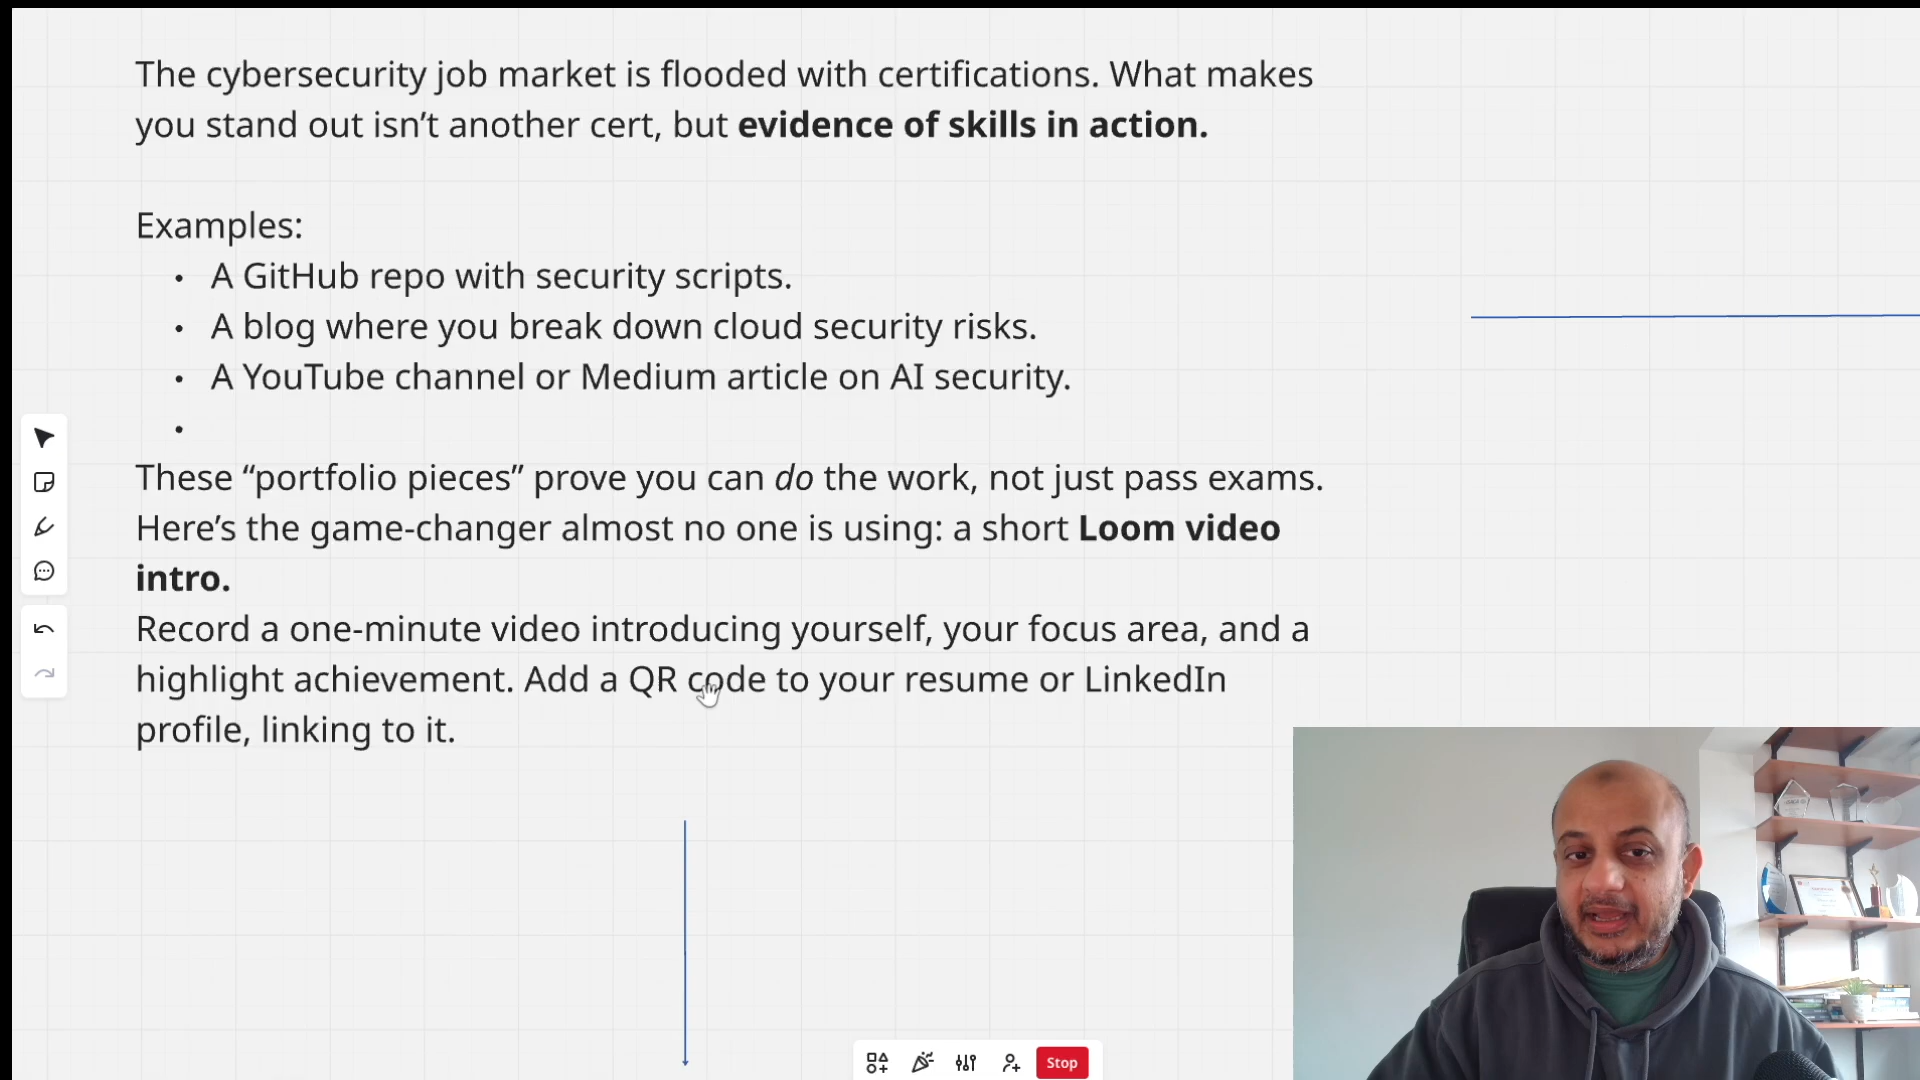 The cybersecurity job market is flooded with certifications. What makes
you stand out isn’t another cert, but evidence of skills in action.
Examples:
• A GitHub repo with security scripts.
• A blog where you break down cloud security risks.
• A YouTube channel or Medium article on AI security.
•
These “portfolio pieces” prove you can do the work, not just pass exams.
Here’s the game-changer almost no one is using: a short Loom video
intro.
Record a one-minute video introducing yourself, your focus area, and a
highlight achievement. Add a QR code to your resume or LinkedIn
profile, linking to it.
Stop